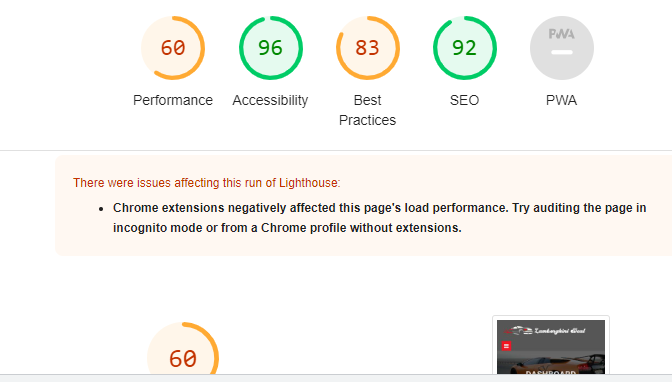 60
96
83
92
PWA
Performance
Accessibility
Best
Practices
SEO
PWA
There were issues affecting this run of Lighthouse:
Chrome extensions negatively affected this page's load performance. Try auditing the page in
incognito mode or from a Chrome profile without extensions.
60
DASHBOARD